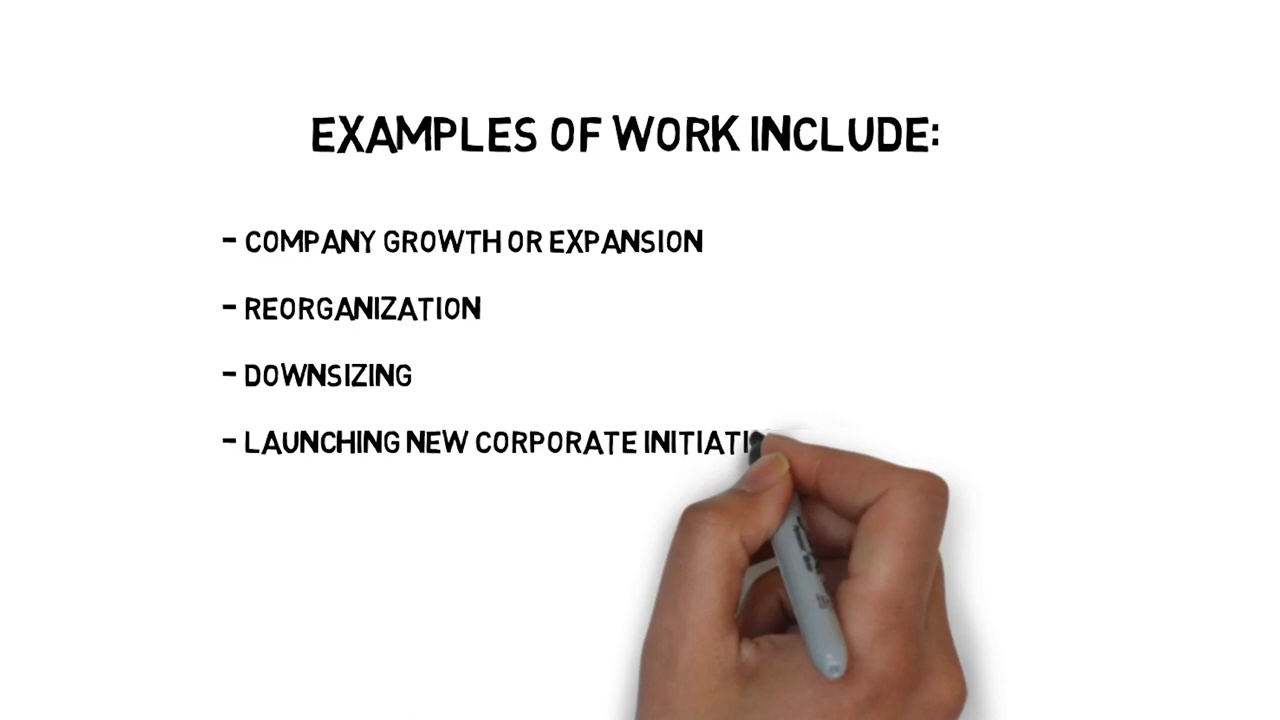 EXAMPLES OF WORK INCLUDE:
- COMPANY GROWTH OR EXPANSION
- REORGANIZATION
- DOWNSIZING
- LAUNCHING NEW CORPORATE INITIATI